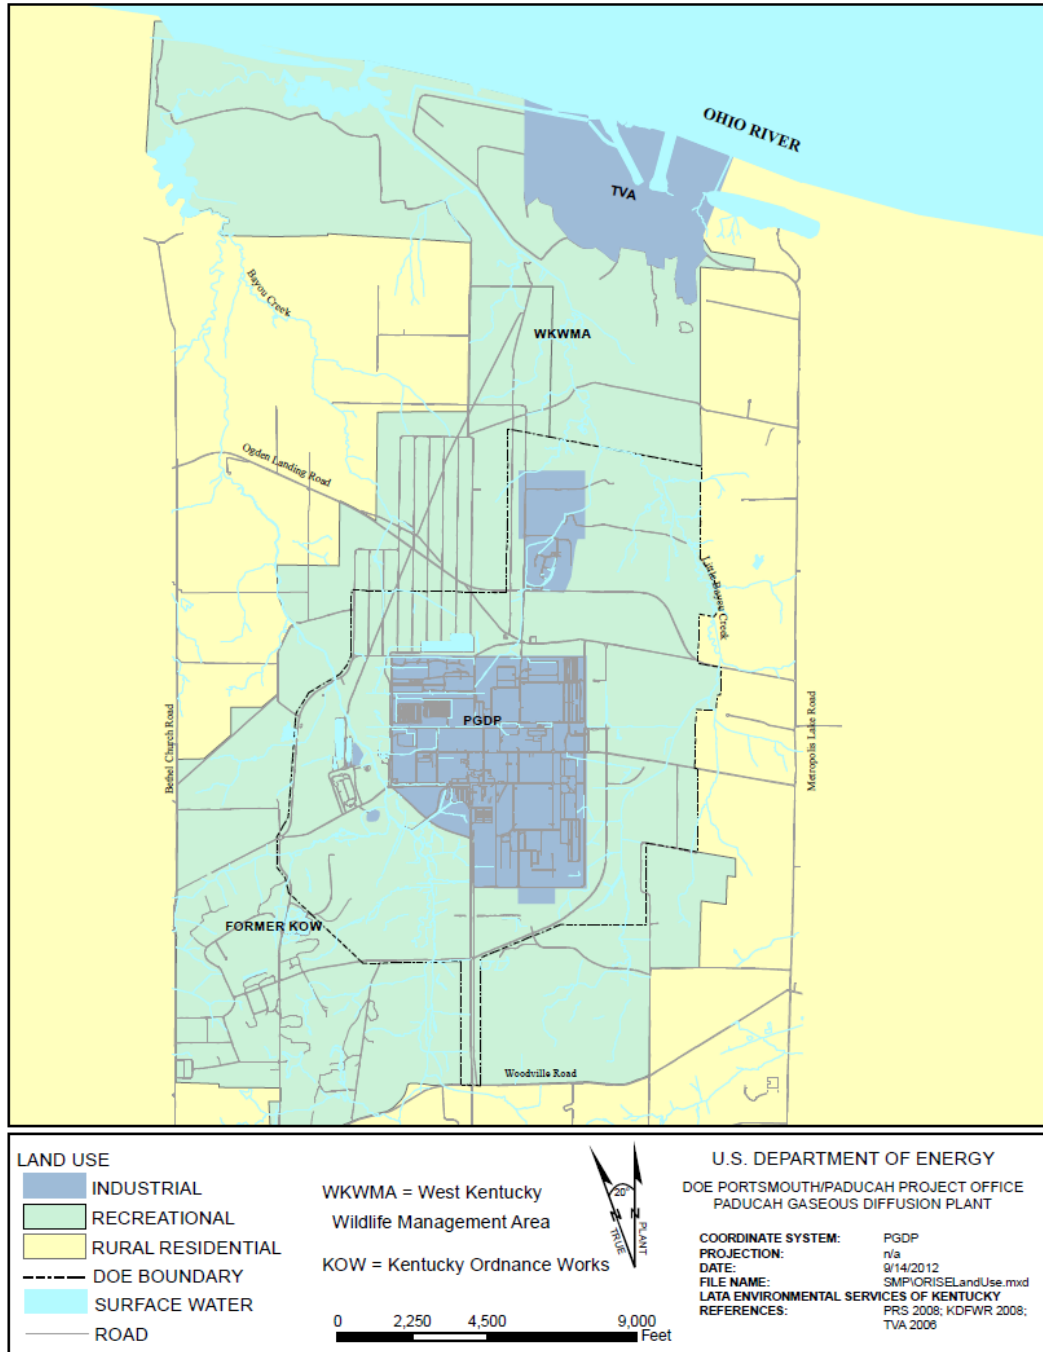 OHIO RIVER
TVA
Bayou Creek
WKWMA
Ogden Landing Road
Little Bayou Creek
PGDP
Bethel Church Road
Metropolis Lake Road
FORMER KOW
Woodville Road
LAND USE
INDUSTRIAL
RECREATIONAL
RURAL RESIDENTIAL
DOE BOUNDARY
SURFACE WATER
ROAD
WKWMA = West Kentucky
Wildlife Management Area
KOW = Kentucky Ordnance Works
0 2,250 4,500 9,000
Feet
20°
N N
TRUE PLANT
U.S. DEPARTMENT OF ENERGY
DOE PORTSMOUTH/PADUCAH PROJECT OFFICE
PADUCAH GASEOUS DIFFUSION PLANT
COORDINATE SYSTEM: PGDP
PROJECTION: n/a
DATE: 9/14/2012
FILE NAME: SMP\ORISELandUse.mxd
LATA ENVIRONMENTAL SERVICES OF KENTUCKY
REFERENCES: PRS 2008; KDFWR 2008;
TVA 2006